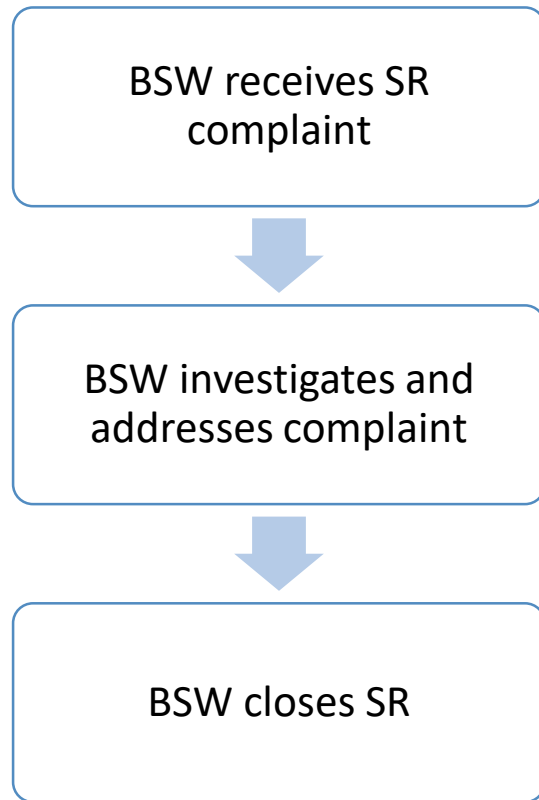 BSW receives SR
complaint
BSW investigates and
addresses complaint
BSW closes SR